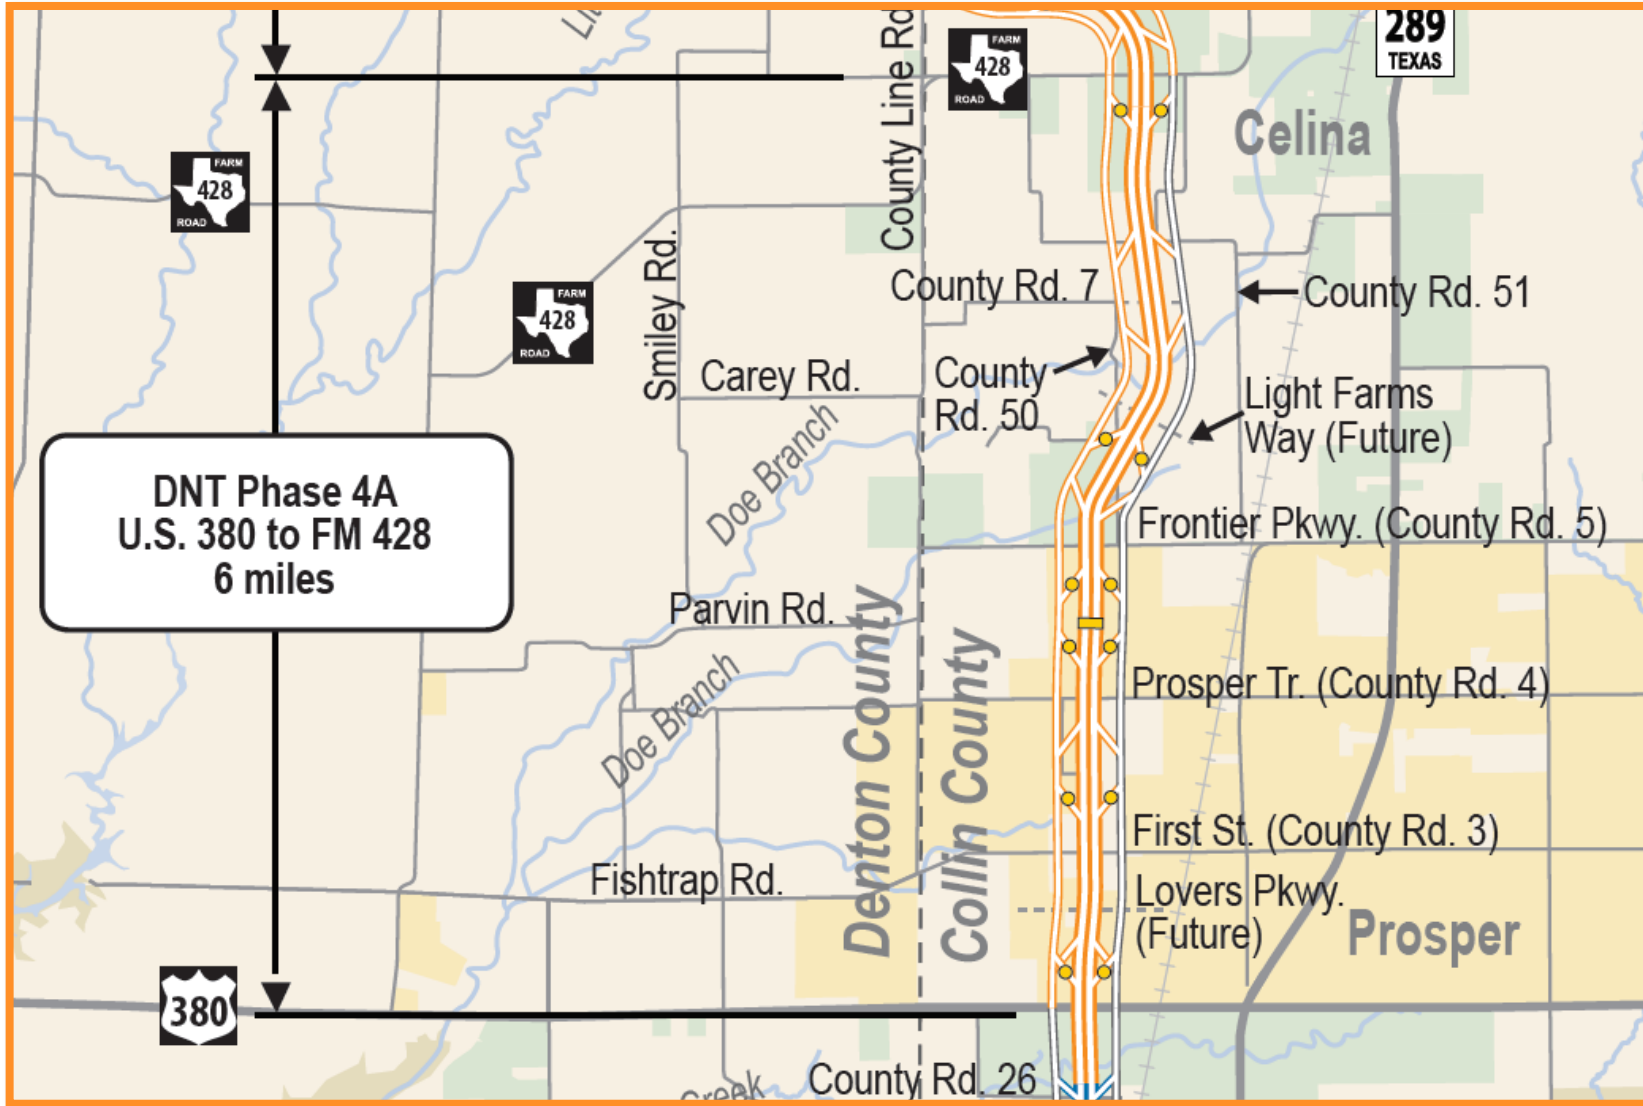 289
TEXAS
Lit
County Line Rd
FARM
428
ROAD
Celina
FARM
428
ROAD
Smiley Rd.
County Rd. 7
County Rd. 51
FARM
428
ROAD
Carey Rd.
County
Rd. 50
Light Farms
Way (Future)
Doe Branch
DNT Phase 4A
U.S. 380 to FM 428
6 miles
Frontier Pkwy. (County Rd. 5)
Parvin Rd.
Denton County
Collin County
Doe Branch
Prosper Tr. (County Rd. 4)
First St. (County Rd. 3)
Fishtrap Rd.
Lovers Pkwy.
(Future)
Prosper
380
Creek
County Rd. 26